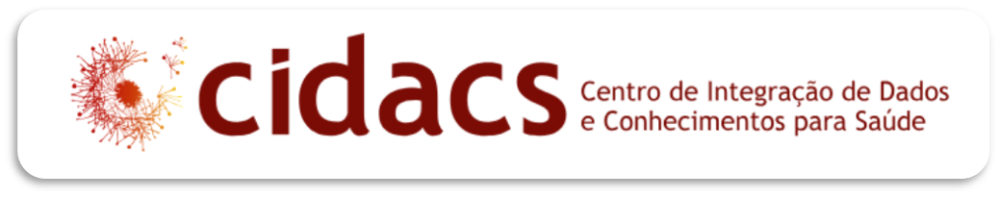 cidacs
Centro de Integração de Dados
e Conhecimentos para Saúde